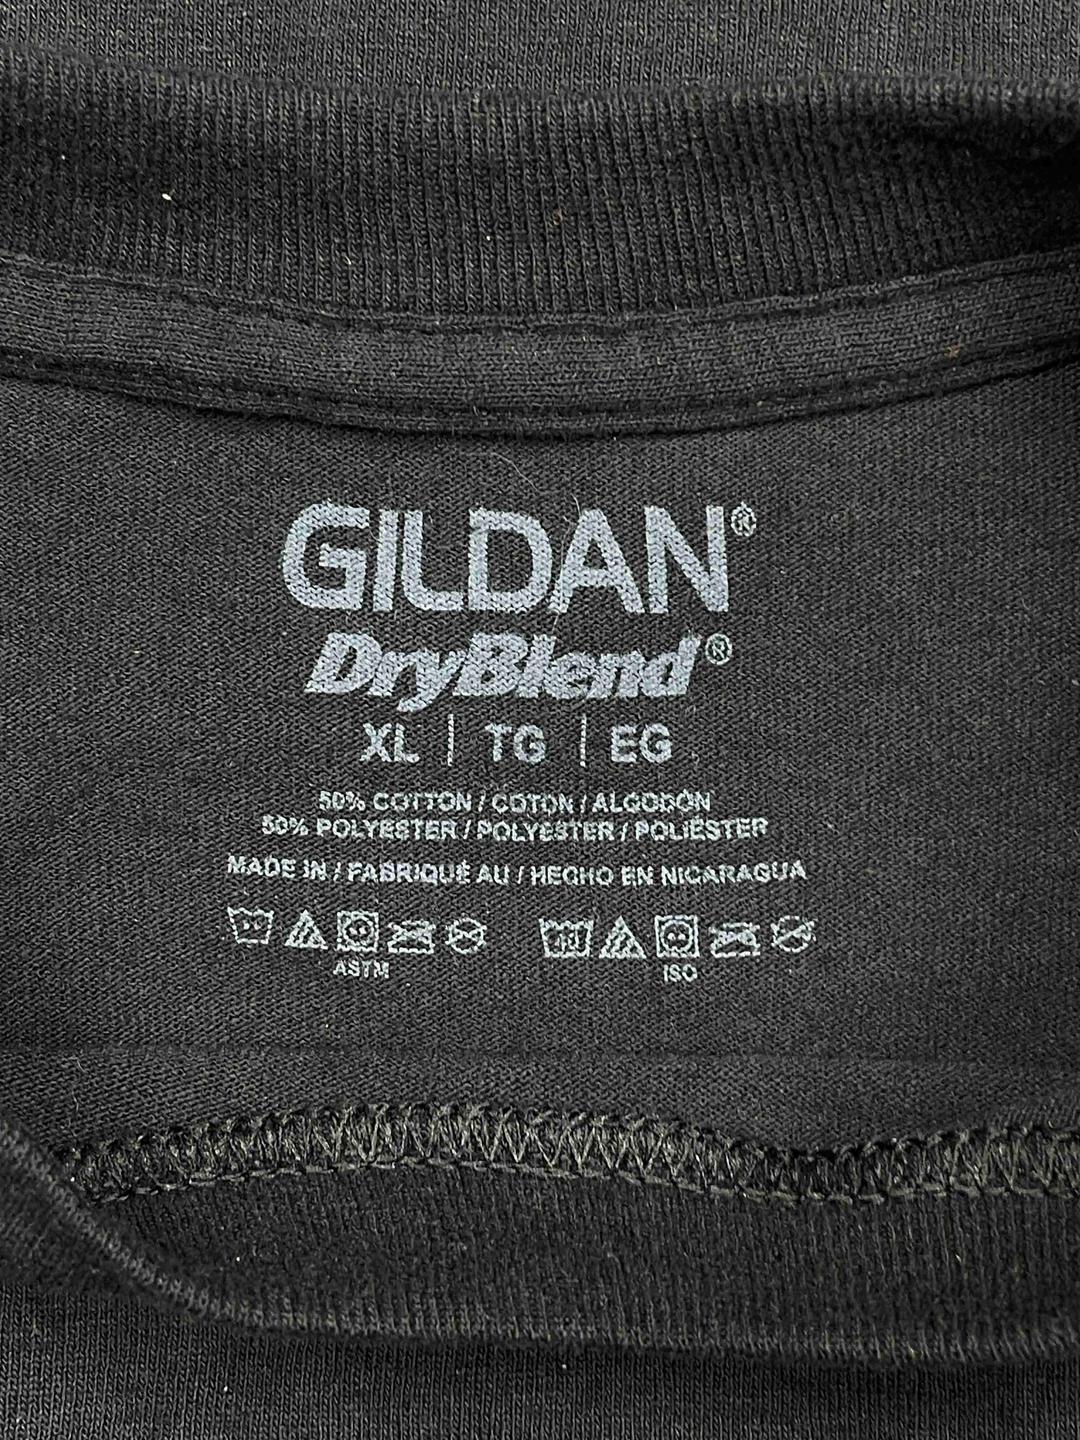 GILDAN®
DryBlend®
XL | TG | EG
50% COTTON / COTON / ALGODÓN
50% POLYESTER / POLYESTER / POLIÉSTER
MADE IN / FABRIQUÉ AU / HECHO EN NICARAGUA
ASTM ISO